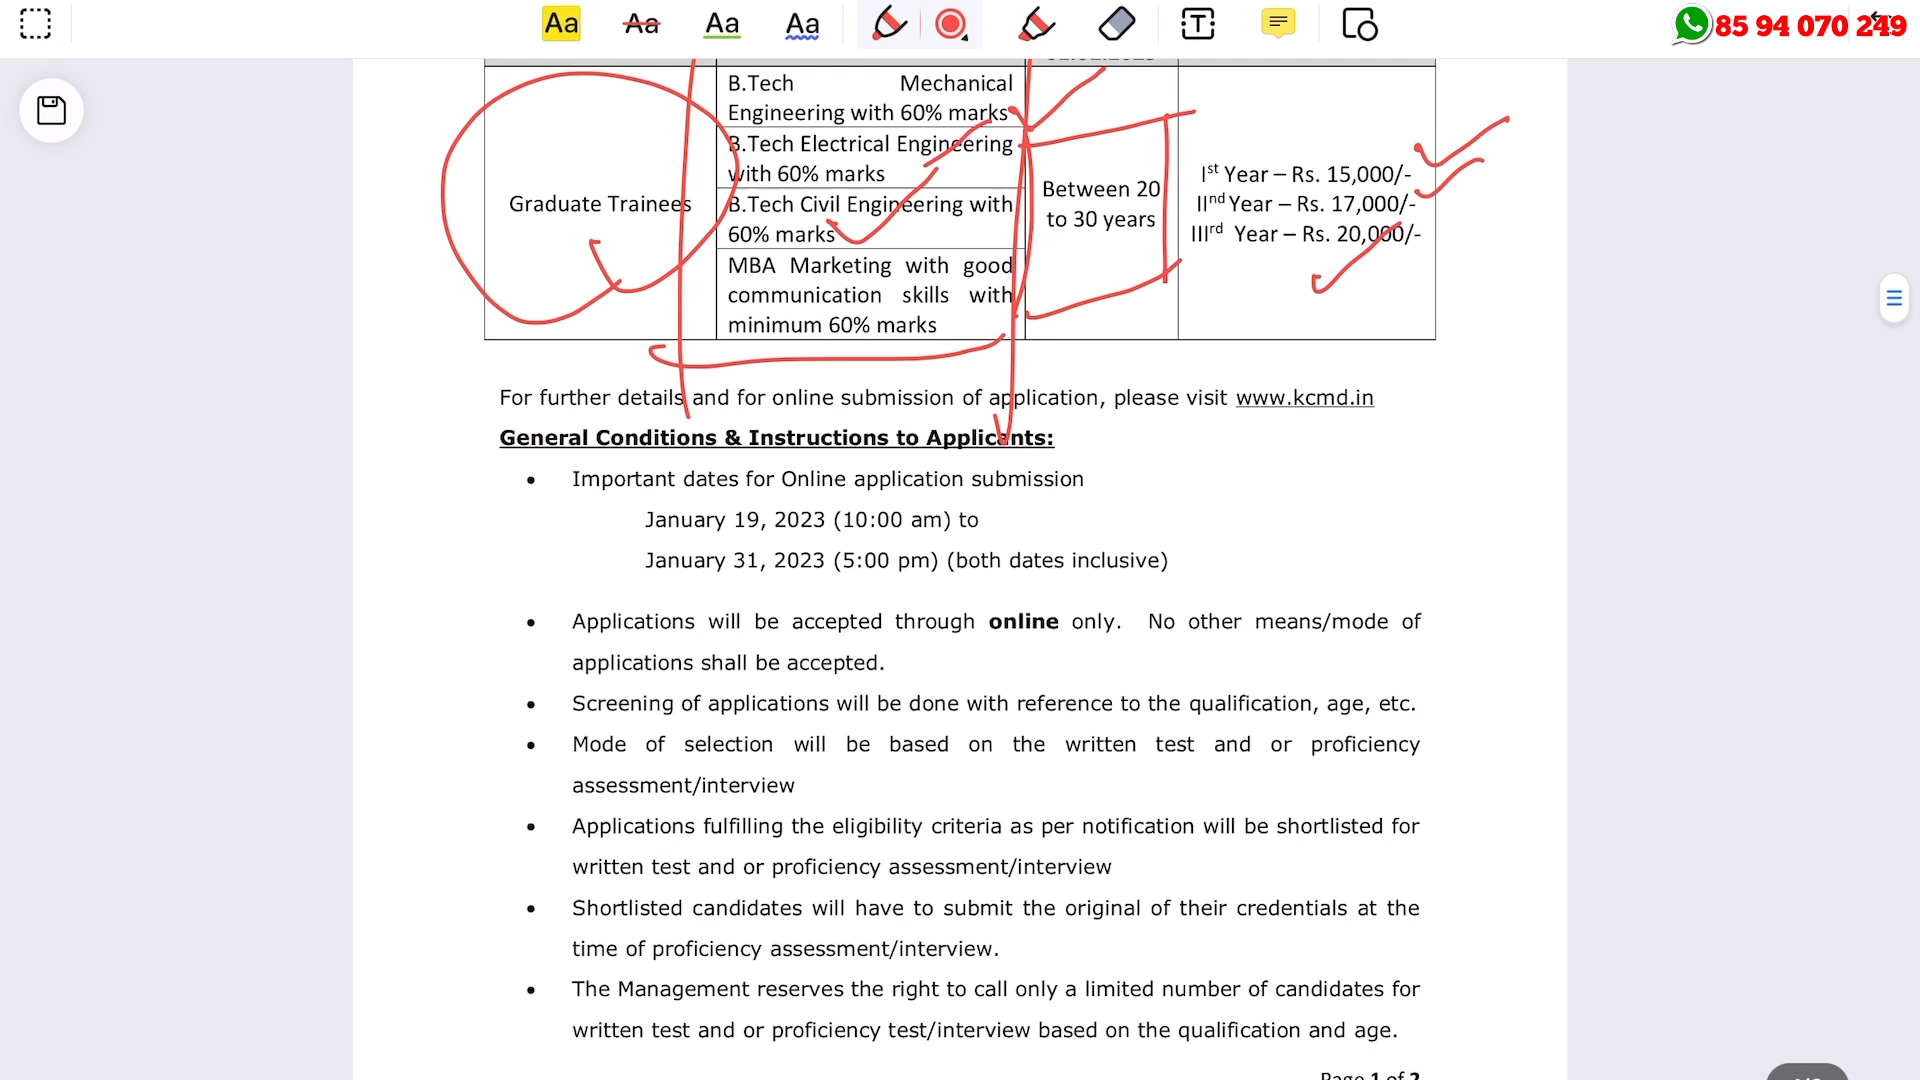 Aa Aa Aa Aa T
85 94 070 249
B.Tech Mechanical
Engineering with 60% marks
B.Tech Electrical Engineering
with 60% marks
B.Tech Civil Engineering with
60% marks
MBA Marketing with good
communication skills with
minimum 60% marks
Graduate Trainees
Between 20
to 30 years
Ist Year – Rs. 15,000/-
IInd Year – Rs. 17,000/-
IIIrd Year – Rs. 20,000/-
For further details and for online submission of application, please visit www.kcmd.in
General Conditions & Instructions to Applicants:
• Important dates for Online application submission
January 19, 2023 (10:00 am) to
January 31, 2023 (5:00 pm) (both dates inclusive)
• Applications will be accepted through online only. No other means/mode of
applications shall be accepted.
• Screening of applications will be done with reference to the qualification, age, etc.
• Mode of selection will be based on the written test and or proficiency
assessment/interview
• Applications fulfilling the eligibility criteria as per notification will be shortlisted for
written test and or proficiency assessment/interview
• Shortlisted candidates will have to submit the original of their credentials at the
time of proficiency assessment/interview.
• The Management reserves the right to call only a limited number of candidates for
written test and or proficiency test/interview based on the qualification and age.
Page 1 of 2